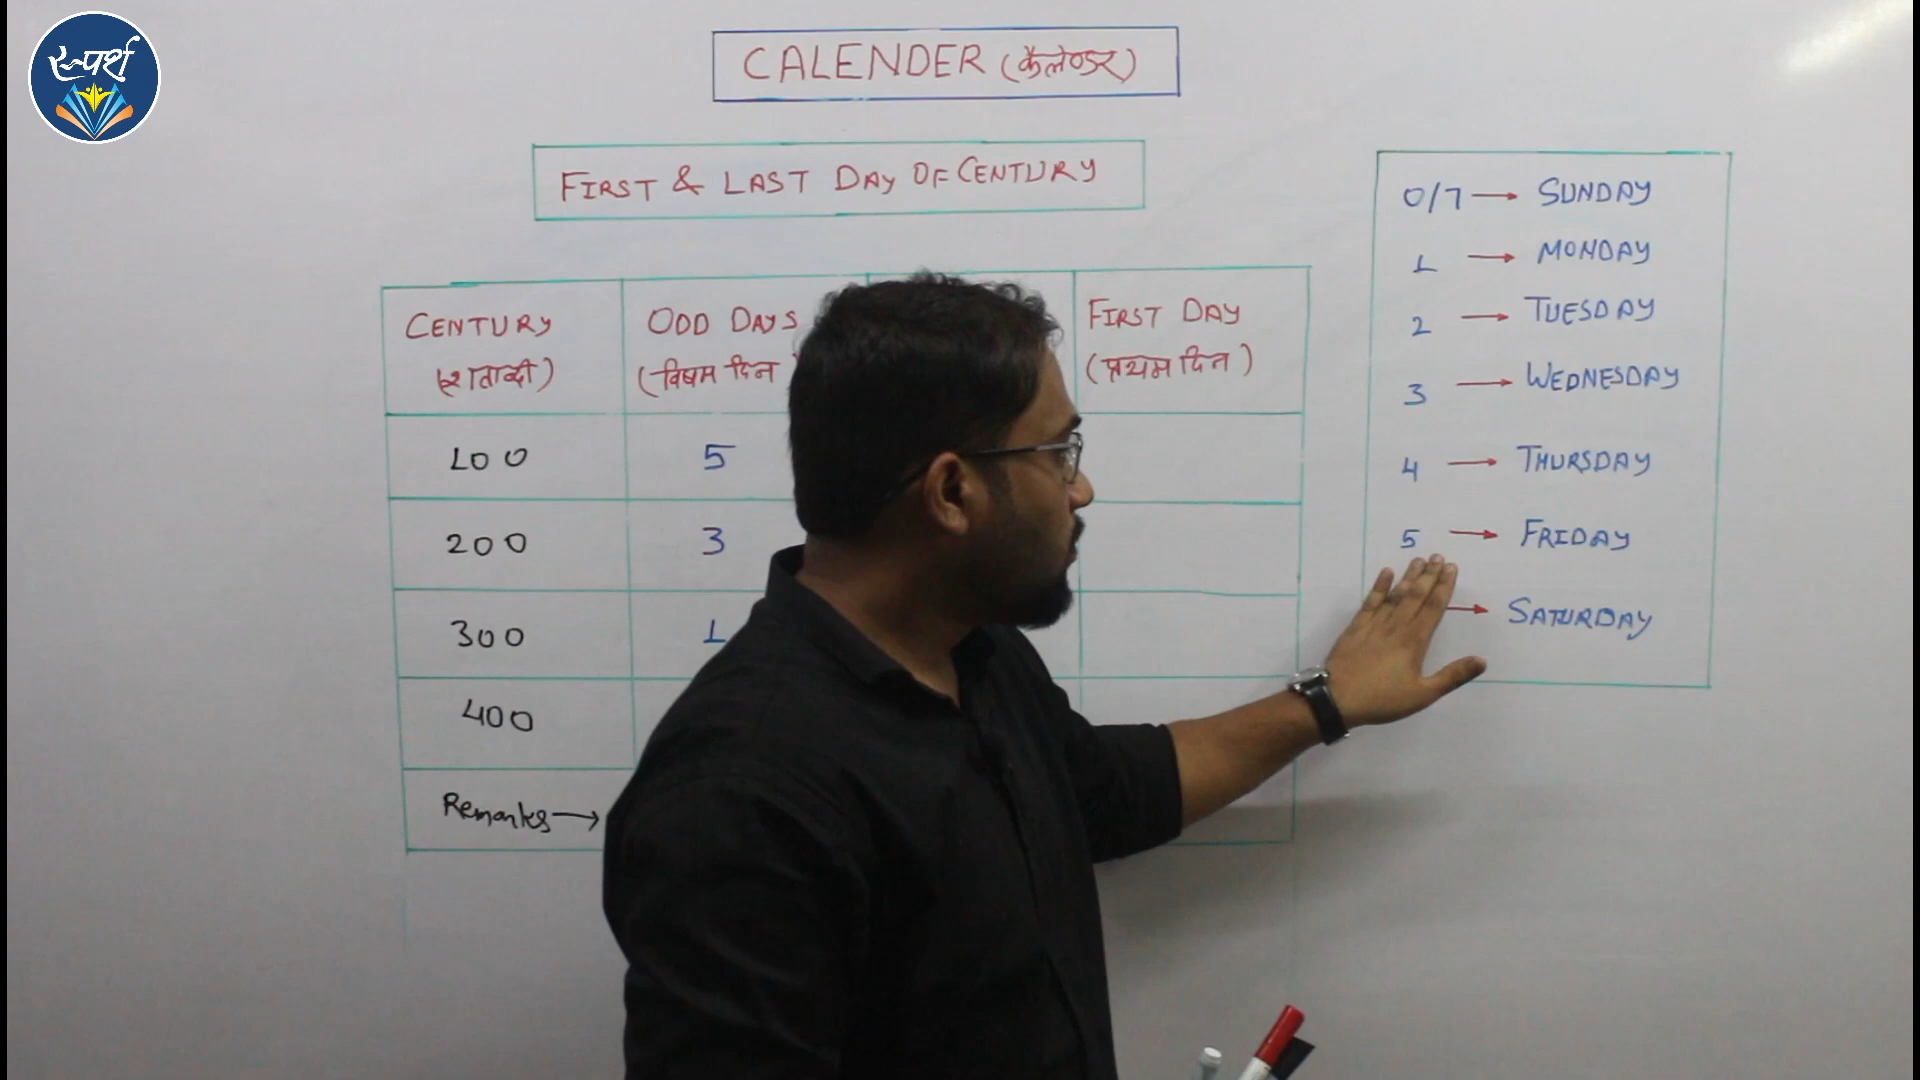 स्पर्श
CALENDER (कैलेण्डर)
FIRST & LAST DAY OF CENTURY
CENTURY
(शताब्दी)
ODD DAYS
(विषम दिन)
FIRST DAY
(प्रथम दिन)
100
5
200
3
300
1
400
Remarks →
0/7 → SUNDAY
1 → MONDAY
2 → TUESDAY
3 → WEDNESDAY
4 → THURSDAY
5 → FRIDAY
→ SATURDAY